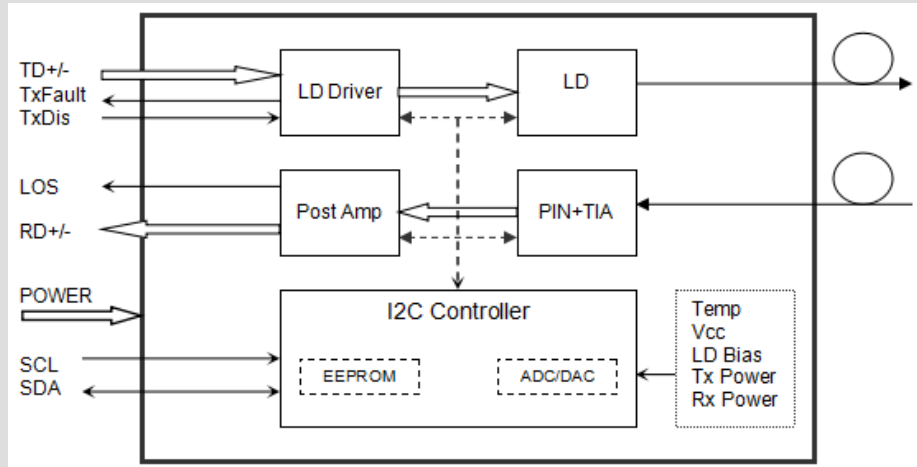 TD+/-
TxFault
TxDis
LD Driver
LD
LOS
RD+/-
Post Amp
PIN+TIA
POWER
SCL
SDA
I2C Controller
EEPROM
ADC/DAC
Temp
Vcc
LD Bias
Tx Power
Rx Power